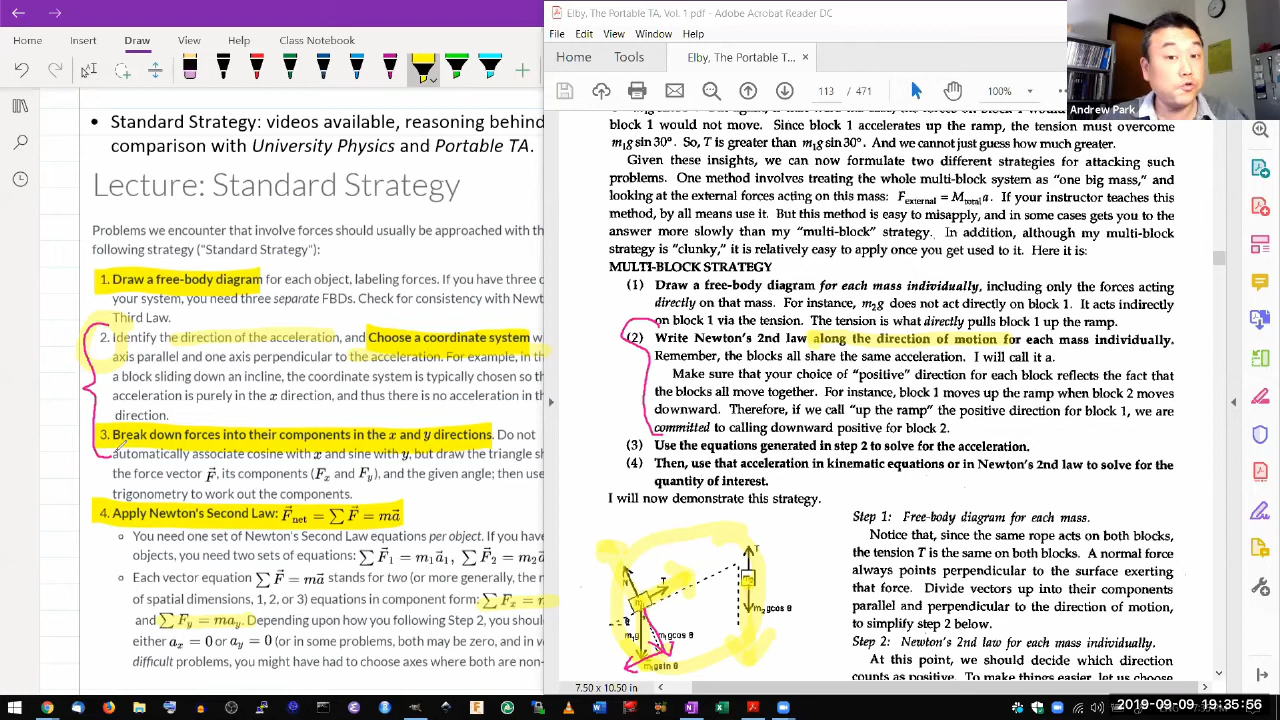 Elby, The Portable TA, Vol. 1.pdf - Adobe Acrobat Reader DC
File Edit View Window Help
Home Insert Draw View Help Class Notebook
Home Tools Elby, The Portable T... ×
113 / 471 100%
Andrew Park
• Standard Strategy: videos available, reasoning behind
comparison with University Physics and Portable TA.
Lecture: Standard Strategy
Problems we encounter that involve forces should usually be approached with the
following strategy ("Standard Strategy"):
1. Draw a free-body diagram for each object, labeling forces. If you have three
your system, you need three separate FBDs. Check for consistency with
Third Law.
2. Identify the direction of the acceleration, and Choose a coordinate system
axis parallel and one axis perpendicular to the acceleration. For example, in
a block sliding down an incline, the coordinate system is typically chosen so
acceleration is purely in the x direction, and thus there is no acceleration in
direction.
3. Break down forces into their components in the x and y directions. Do not
automatically associate cosine with x and sine with y, but draw the triangle
the force vector F⃗, its components (Fx and Fy), and the given angle; then use
trigonometry to work out the components.
4. Apply Newton's Second Law: F⃗net = ∑ F⃗ = ma⃗
◦ You need one set of Newton's Second Law equations per object. If you have
objects, you need two sets of equations: ∑ F⃗1 = m1a⃗1, ∑ F⃗2 = m2
◦ Each vector equation ∑ F⃗ = ma⃗ stands for two (or more generally, the
of spatial dimensions, 1, 2, or 3) equations in component form: ∑ Fx =
and ∑ Fy = may. Depending upon how you following Step 2, you
either ax = 0 or ay = 0 (or in some problems, both may be zero, and in
difficult problems, you might have had to choose axes where both are
block 1 would not move. Since block 1 accelerates up the ramp, the tension must overcome
m1g sin 30°. So, T is greater than m1g sin 30°. And we cannot just guess how much greater.
Given these insights, we can now formulate two different strategies for attacking such
problems. One method involves treating the whole multi-block system as "one big mass," and
looking at the external forces acting on this mass: Fexternal = Mtotal a. If your instructor teaches this
method, by all means use it. But this method is easy to misapply, and in some cases gets you to the
answer more slowly than my "multi-block" strategy. In addition, although my multi-block
strategy is "clunky," it is relatively easy to apply once you get used to it. Here it is:
MULTI-BLOCK STRATEGY
(1) Draw a free-body diagram for each mass individually, including only the forces acting
directly on that mass. For instance, m2g does not act directly on block 1. It acts indirectly
on block 1 via the tension. The tension is what directly pulls block 1 up the ramp.
(2) Write Newton's 2nd law along the direction of motion for each mass individually.
Remember, the blocks all share the same acceleration. I will call it a.
Make sure that your choice of "positive" direction for each block reflects the fact that
the blocks all move together. For instance, block 1 moves up the ramp when block 2 moves
downward. Therefore, if we call "up the ramp" the positive direction for block 1, we are
committed to calling downward positive for block 2.
(3) Use the equations generated in step 2 to solve for the acceleration.
(4) Then, use that acceleration in kinematic equations or in Newton's 2nd law to solve for the
quantity of interest.
I will now demonstrate this strategy.
Step 1: Free-body diagram for each mass.
Notice that, since the same rope acts on both blocks,
the tension T is the same on both blocks. A normal force
always points perpendicular to the surface exerting
that force. Divide vectors up into their components
parallel and perpendicular to the direction of motion,
to simplify step 2 below.
Step 2: Newton's 2nd law for each mass individually.
At this point, we should decide which direction
counts as positive. To make things easier, let us choose
N T T
m1g m1gcos θ m2gcos θ
m1gsin θ
7.50 x 10.50 in
2019-09-09 19:35:56